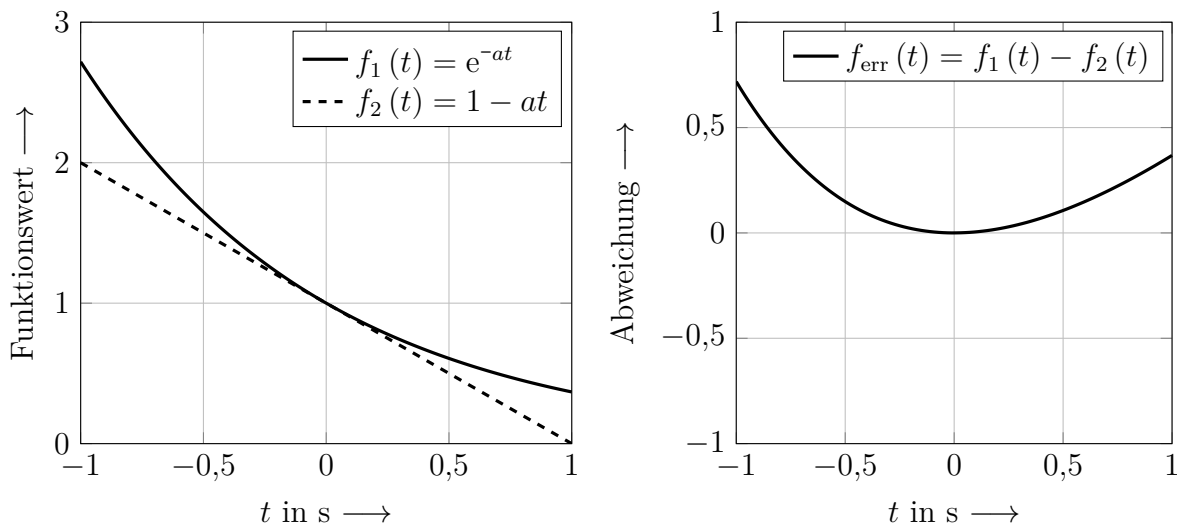 3
2
1
0
−1
−0,5
0
0,5
1
Funktionswert ⟶
t in s ⟶
f₁ (t) = e⁻ᵃᵗ
f₂ (t) = 1 − at
1
0,5
0
−0,5
−1
−1
−0,5
0
0,5
1
Abweichung ⟶
t in s ⟶
f_err (t) = f₁ (t) − f₂ (t)